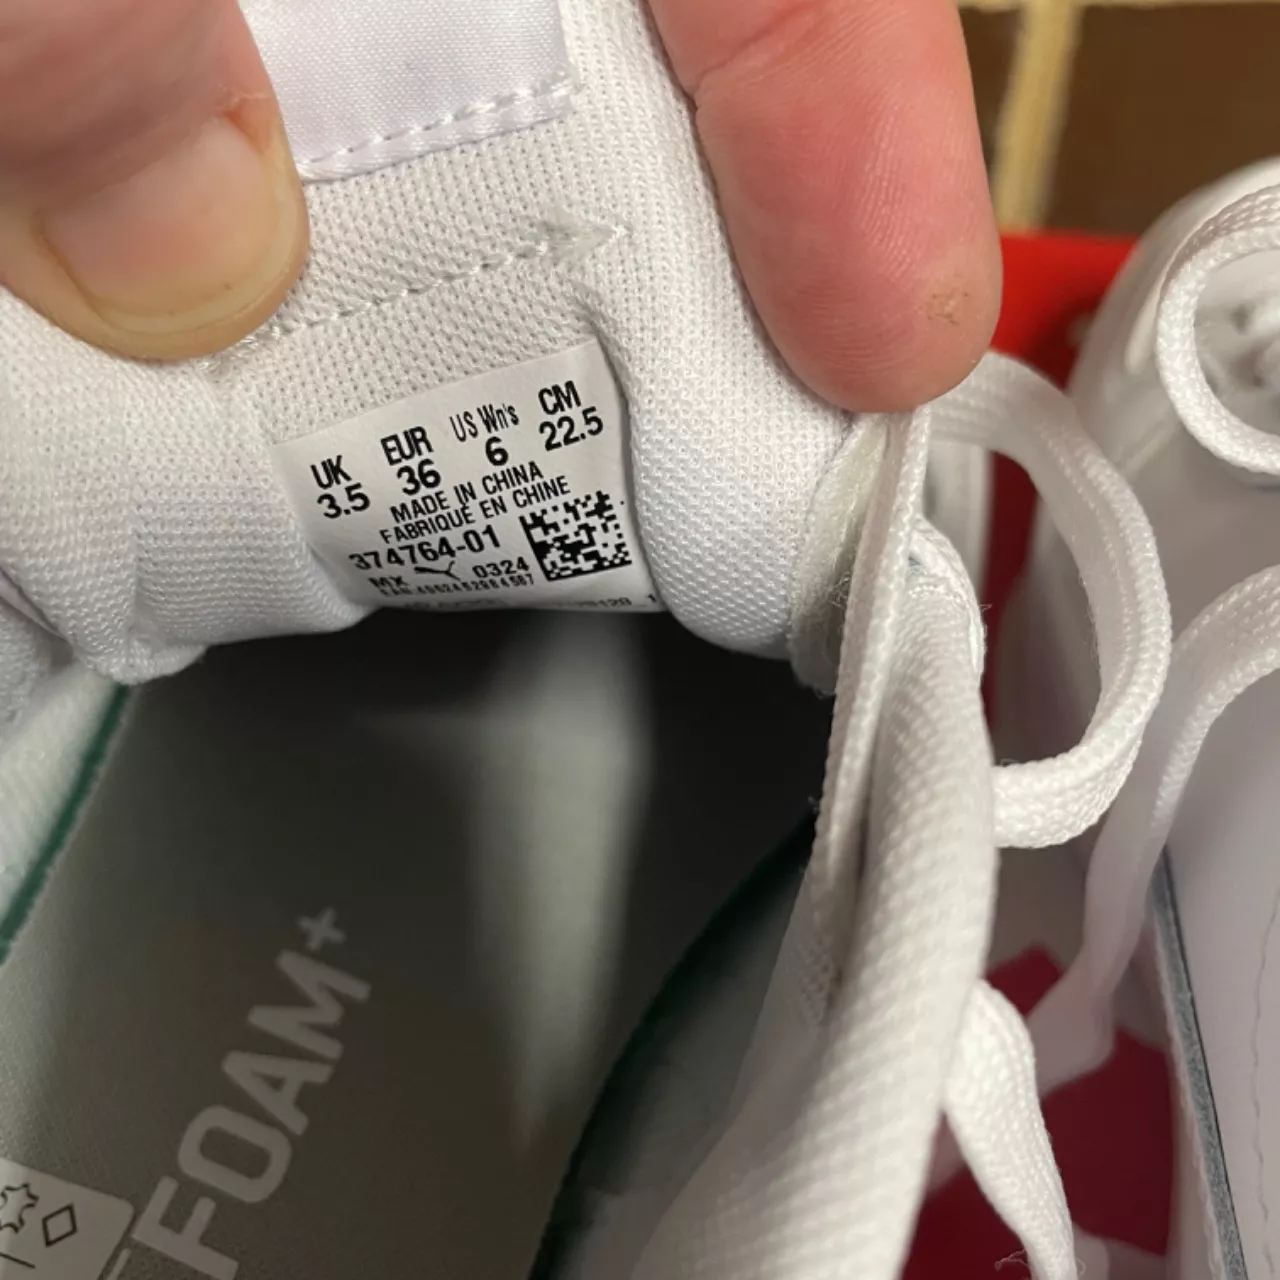 UK EUR US Wn's CM
3.5 36 6 22.5
MADE IN CHINA
FABRIQUÉ EN CHINE
374764-01
MX 0324
FOAM+